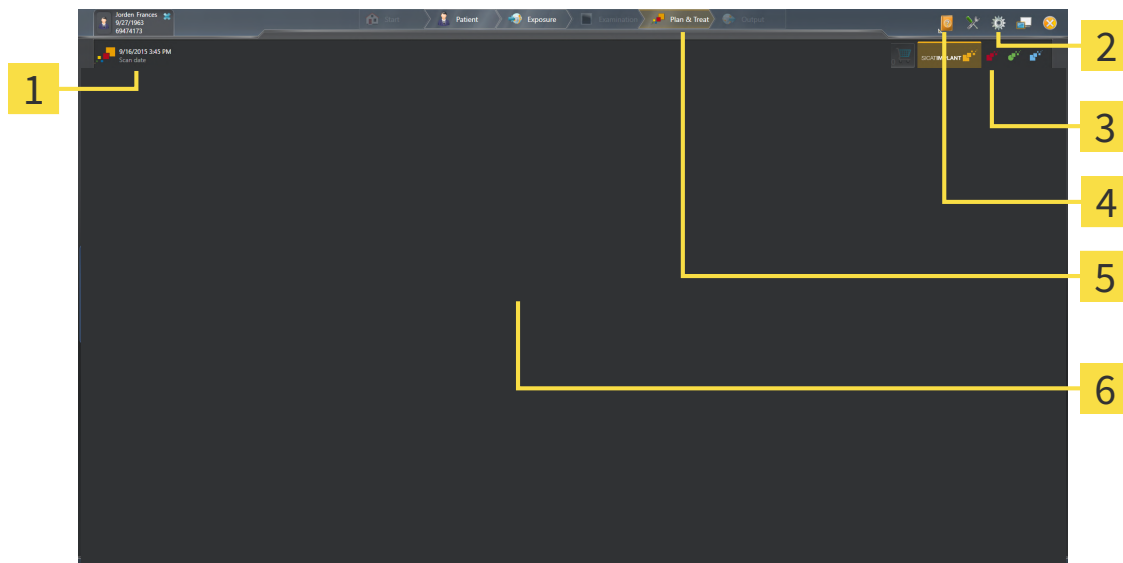 Jorden Frances
9/27/1963
69474173
Start
Patient
Exposure
Examination
Plan & Treat
Output
9/16/2015 3:45 PM
Scan date
SICATIMPLANT
1
2
3
4
5
6